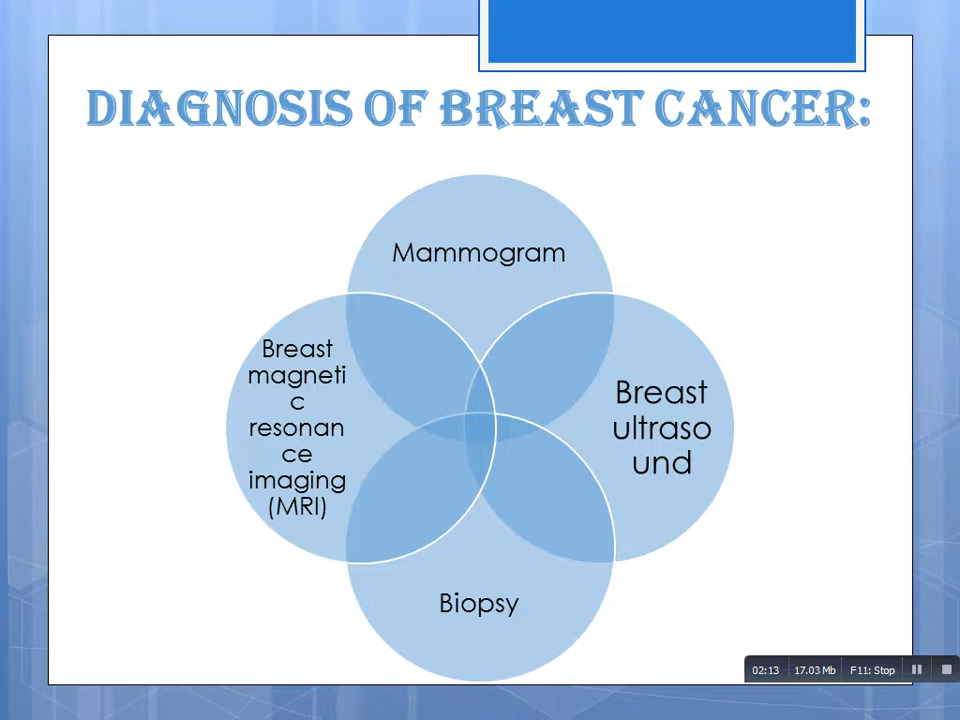 DIAGNOSIS OF BREAST CANCER:
Mammogram
Breast
magneti
c
resonan
ce
imaging
(MRI)
Breast
ultraso
und
Biopsy
02:13 17.03 Mb F11: Stop